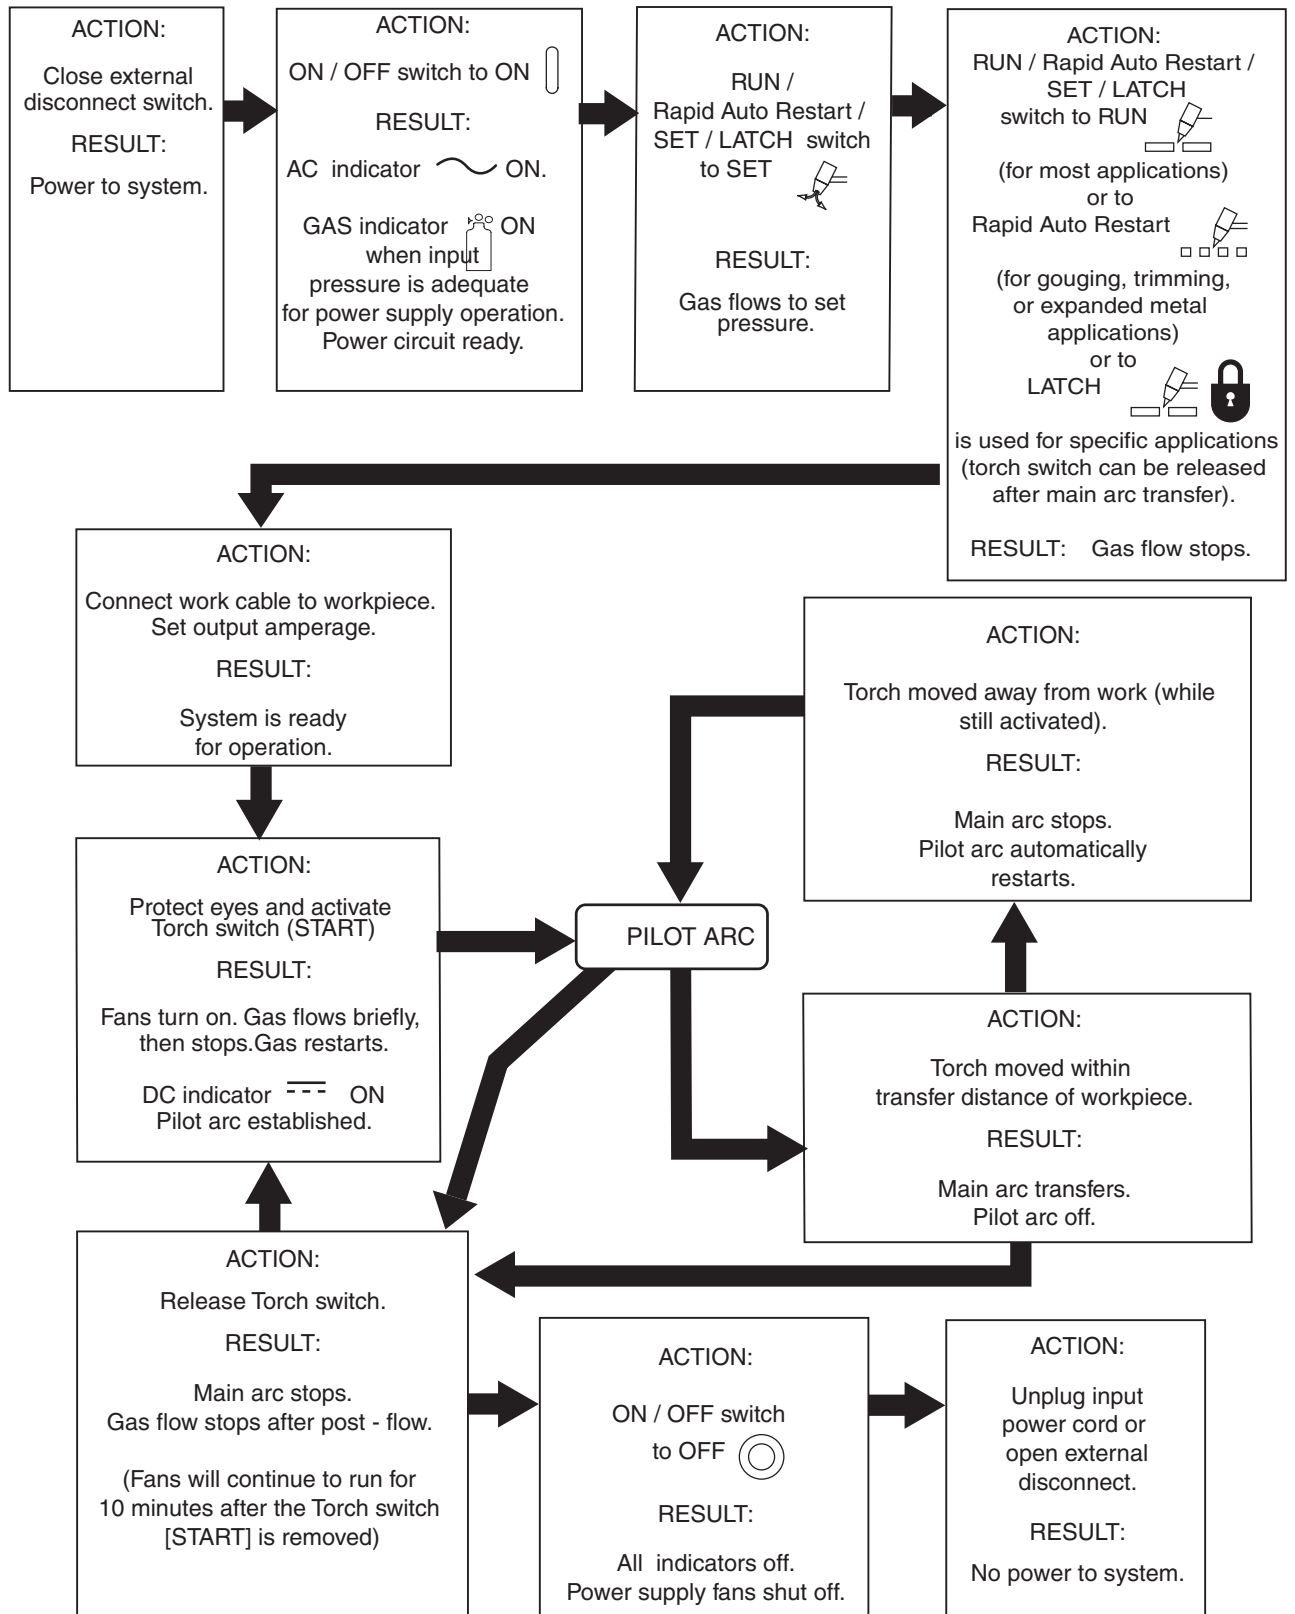 ACTION:
Close external
disconnect switch.
RESULT:
Power to system.
ACTION:
ON / OFF switch to ON
RESULT:
AC indicator ON.
GAS indicator ON
when input
pressure is adequate
for power supply operation.
Power circuit ready.
ACTION:
RUN /
Rapid Auto Restart /
SET / LATCH switch
to SET
RESULT:
Gas flows to set
pressure.
ACTION:
RUN / Rapid Auto Restart /
SET / LATCH
switch to RUN
(for most applications)
or to
Rapid Auto Restart
(for gouging, trimming,
or expanded metal
applications)
or to
LATCH
is used for specific applications
(torch switch can be released
after main arc transfer).
RESULT: Gas flow stops.
ACTION:
Connect work cable to workpiece.
Set output amperage.
RESULT:
System is ready
for operation.
ACTION:
Protect eyes and activate
Torch switch (START)
RESULT:
Fans turn on. Gas flows briefly,
then stops.Gas restarts.
DC indicator ON
Pilot arc established.
PILOT ARC
ACTION:
Torch moved away from work (while
still activated).
RESULT:
Main arc stops.
Pilot arc automatically
restarts.
ACTION:
Torch moved within
transfer distance of workpiece.
RESULT:
Main arc transfers.
Pilot arc off.
ACTION:
Release Torch switch.
RESULT:
Main arc stops.
Gas flow stops after post - flow.
(Fans will continue to run for
10 minutes after the Torch switch
[START] is removed)
ACTION:
ON / OFF switch
to OFF
RESULT:
All indicators off.
Power supply fans shut off.
ACTION:
Unplug input
power cord or
open external
disconnect.
RESULT:
No power to system.